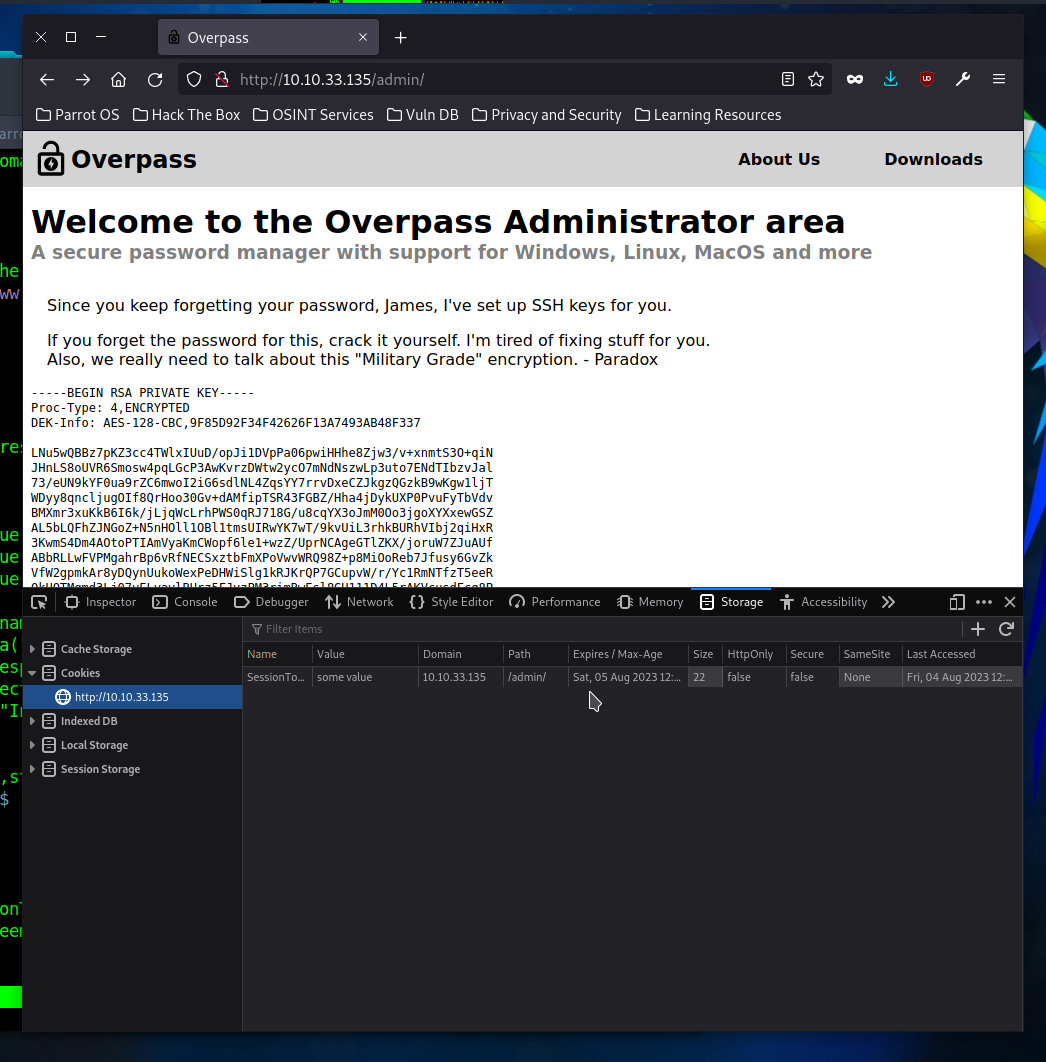 Overpass
http://10.10.33.135/admin/
Parrot OS
Hack The Box
OSINT Services
Vuln DB
Privacy and Security
Learning Resources
Overpass
About Us
Downloads
Welcome to the Overpass Administrator area
A secure password manager with support for Windows, Linux, MacOS and more
Since you keep forgetting your password, James, I've set up SSH keys for you.
If you forget the password for this, crack it yourself. I'm tired of fixing stuff for you.
Also, we really need to talk about this "Military Grade" encryption. - Paradox
-----BEGIN RSA PRIVATE KEY-----
Proc-Type: 4,ENCRYPTED
DEK-Info: AES-128-CBC,9F85D92F34F42626F13A7493AB48F337
LNu5wQBBz7pKZ3cc4TWlxIUuD/opJi1DVpPa06pwiHHhe8Zjw3/v+xnmtS3O+qiN
JHnLS8oUVR6Smosw4pqLGcP3AwKvrzDWtw2ycO7mNdNszwLp3uto7ENdTIbzvJal
73/eUN9kYF0ua9rZC6mwoI2iG6sdlNL4ZqsYY7rrvDxeCZJkgzQGzkB9wKgw1ljT
WDyy8qncljugOIf8QrHoo30Gv+dAMfipTSR43FGBZ/Hha4jDykUXP0PvuFyTbVdv
BMXmr3xuKkB6I6k/jLjqWcLrhPWS0qRJ718G/u8cqYX3oJmM0Oo3jgoXYXxewGSZ
AL5bLQFhZJNGoZ+N5nHOll1OBl1tmsUIRwYK7wT/9kvUiL3rhkBURhVIbj2qiHxR
3KwmS4Dm4AOtoPTIAmVyaKmCWopf6le1+wzZ/UprNCAgeGTlZKX/joruW7ZJuAUf
ABbRLLwFVPMgahrBp6vRfNECSxztbFmXPoVwvWRQ98Z+p8MiOoReb7Jfusy6GvZk
VfW2gpmkAr8yDQynUukoWexPeDHWiSlg1kRJKrQP7GCupvW/r/Yc1RmNTfzT5eeR
Inspector
Console
Debugger
Network
Style Editor
Performance
Memory
Storage
Accessibility
Filter Items
Cache Storage
Cookies
http://10.10.33.135
Indexed DB
Local Storage
Session Storage
Name Value Domain Path Expires / Max-Age Size HttpOnly Secure SameSite Last Accessed
SessionTo... some value 10.10.33.135 /admin/ Sat, 05 Aug 2023 12:... 22 false false None Fri, 04 Aug 2023 12:...